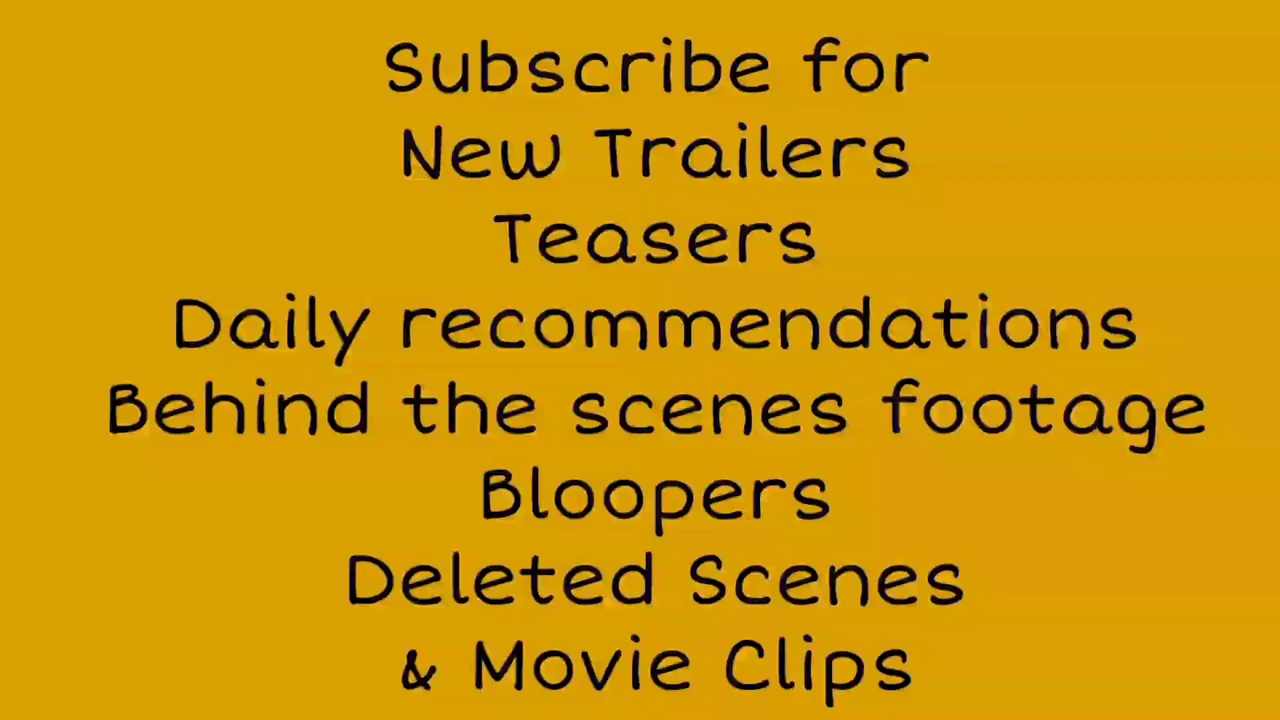 Subscribe for
New Trailers
Teasers
Daily recommendations
Behind the scenes footage
Bloopers
Deleted Scenes
& Movie Clips